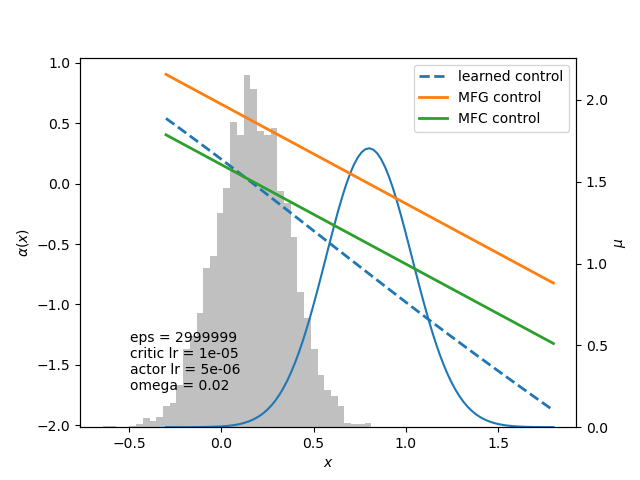 learned control
MFG control
MFC control
1.0
0.5
0.0
−0.5
−1.0
−1.5
−2.0
α(x)
2.0
1.5
1.0
0.5
0.0
μ
eps = 2999999
critic lr = 1e-05
actor lr = 5e-06
omega = 0.02
−0.5 0.0 0.5 1.0 1.5
x